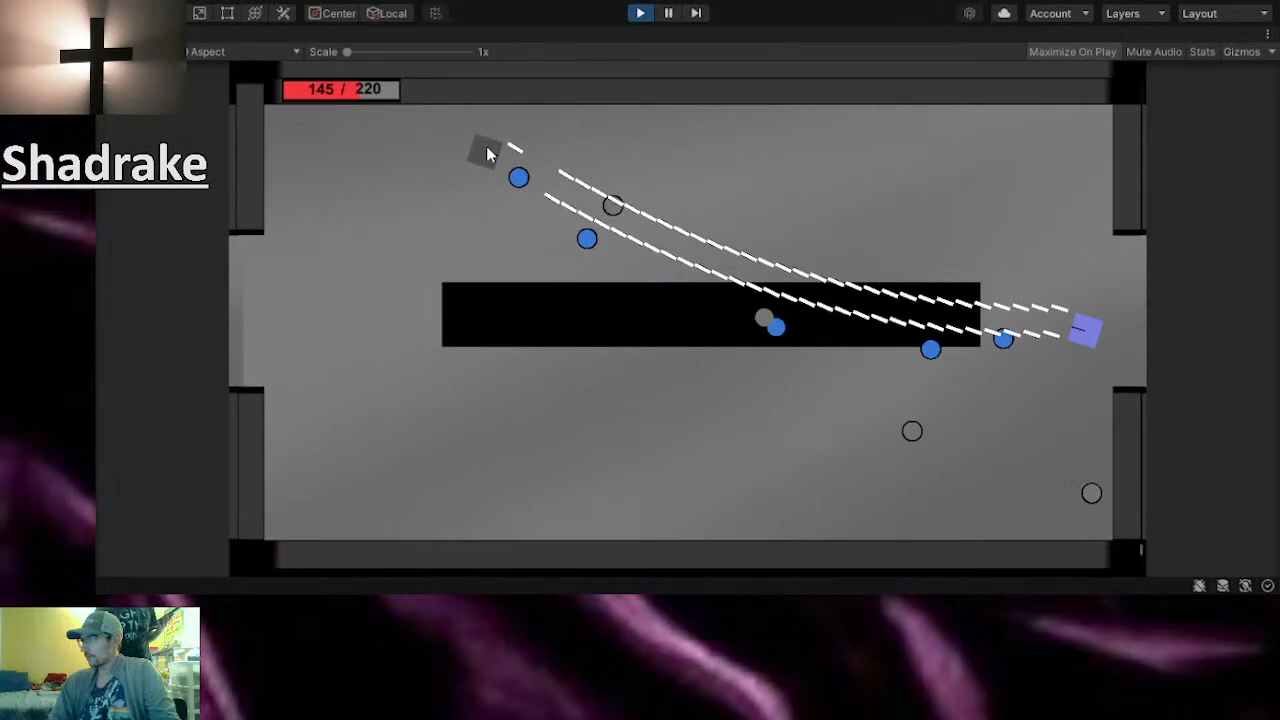 Center
Local
Account
Layers
Layout
Aspect
Scale
1x
Maximize On Play
Mute Audio
Stats
Gizmos
145 / 220
Shadrake